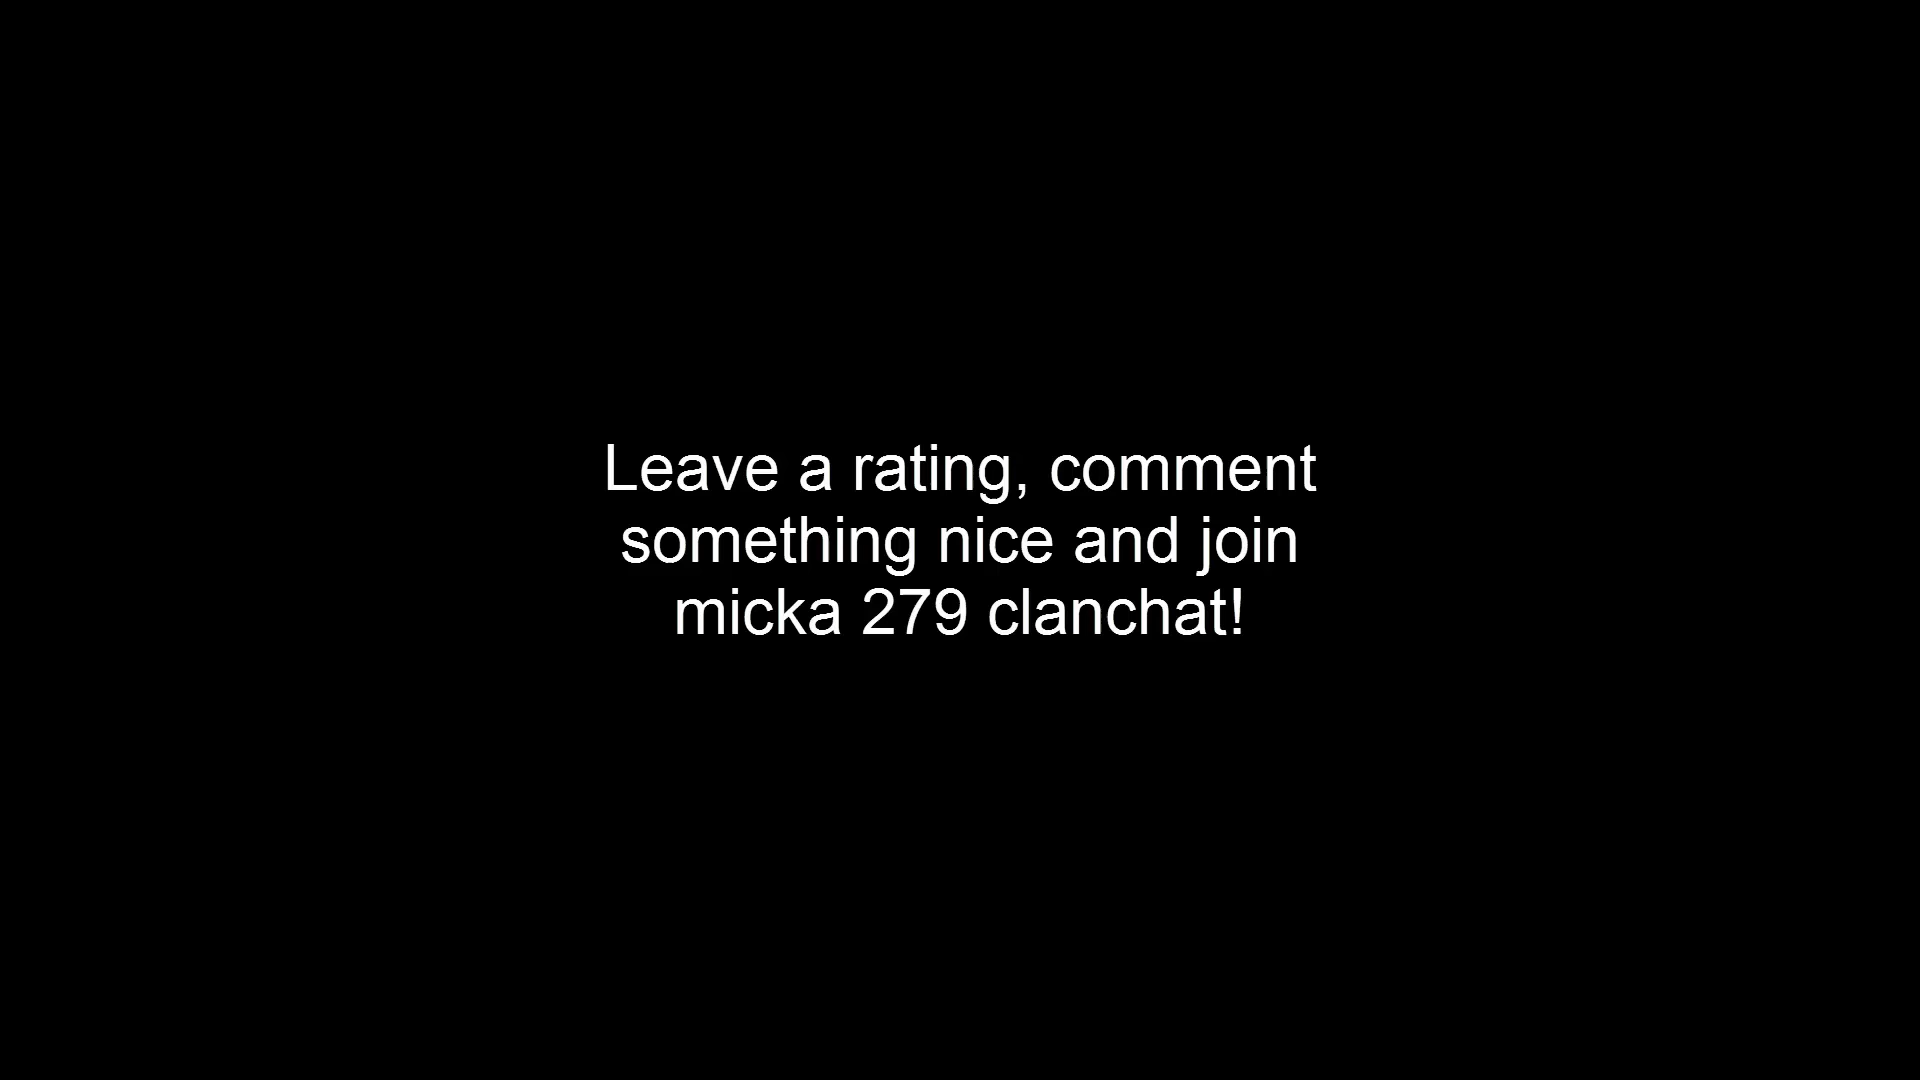 Leave a rating, comment
something nice and join
micka 279 clanchat!